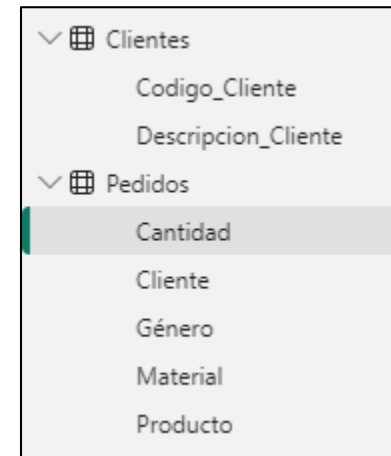 Clientes
Codigo_Cliente
Descripcion_Cliente
Pedidos
Cantidad
Cliente
Género
Material
Producto